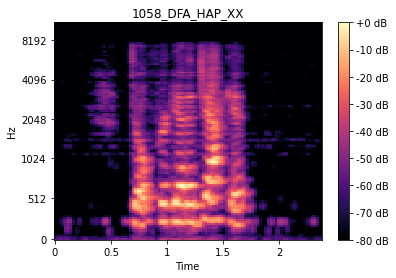 1058_DFA_HAP_XX
+0 dB
8192
-10 dB
4096
-20 dB
-30 dB
2048
-40 dB
Hz
1024
-50 dB
512
-60 dB
-70 dB
0
-80 dB
0 0.5 1 1.5 2
Time